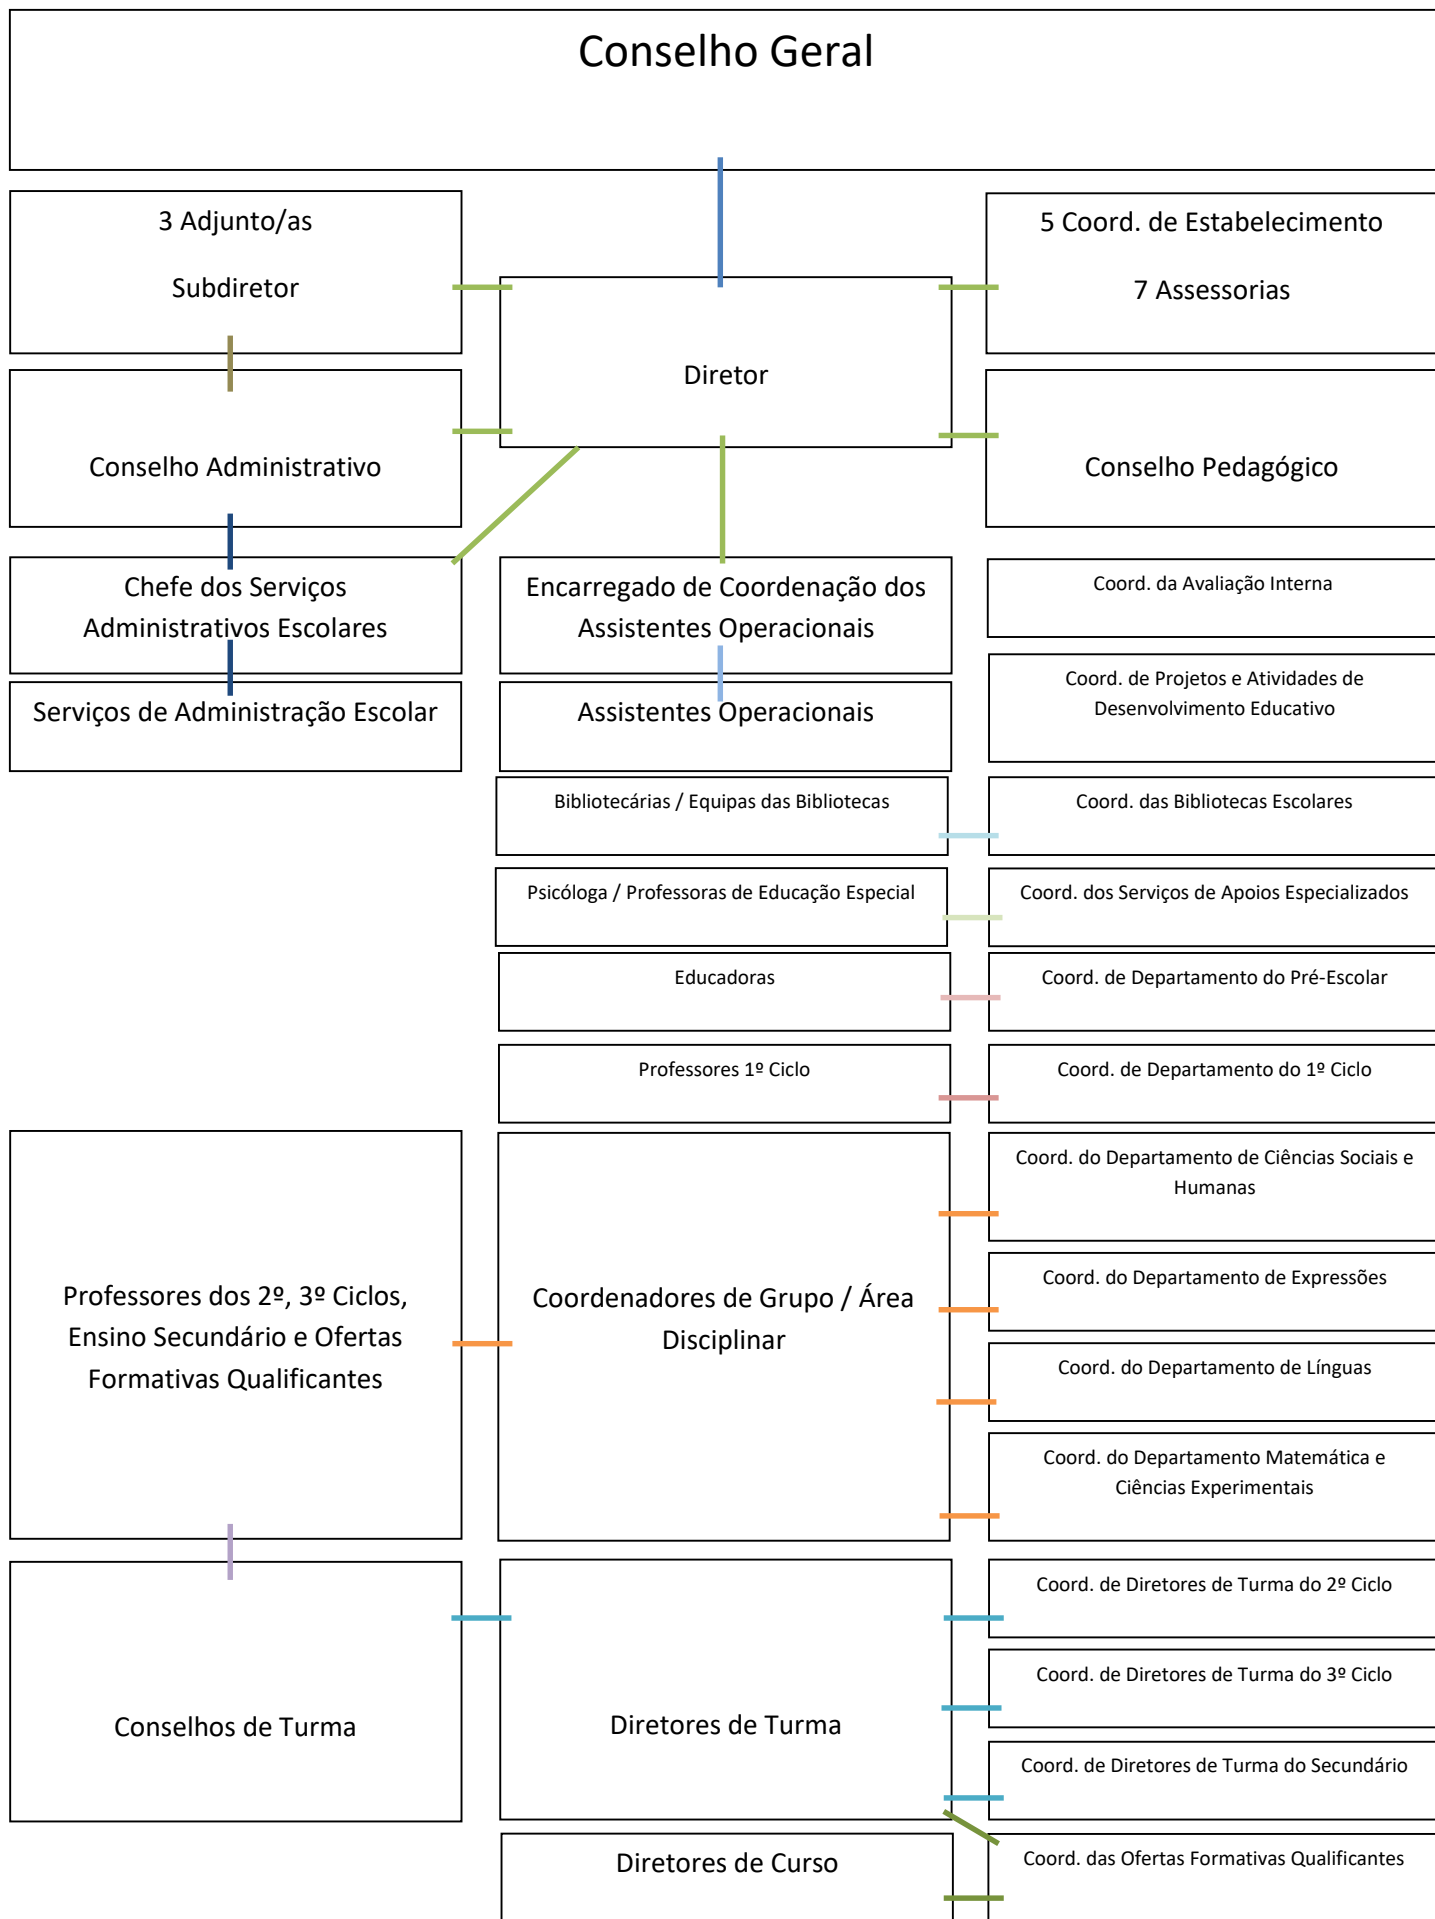 Conselho Geral
3 Adjunto/as
Subdiretor
5 Coord. de Estabelecimento
7 Assessorias
Diretor
Conselho Administrativo
Conselho Pedagógico
Chefe dos Serviços
Administrativos Escolares
Encarregado de Coordenação dos
Assistentes Operacionais
Coord. da Avaliação Interna
Coord. de Projetos e Atividades de
Desenvolvimento Educativo
Serviços de Administração Escolar
Assistentes Operacionais
Bibliotecárias / Equipas das Bibliotecas
Coord. das Bibliotecas Escolares
Psicóloga / Professoras de Educação Especial
Coord. dos Serviços de Apoios Especializados
Educadoras
Coord. de Departamento do Pré-Escolar
Professores 1º Ciclo
Coord. de Departamento do 1º Ciclo
Professores dos 2º, 3º Ciclos,
Ensino Secundário e Ofertas
Formativas Qualificantes
Coordenadores de Grupo / Área
Disciplinar
Coord. do Departamento de Ciências Sociais e
Humanas
Coord. do Departamento de Expressões
Coord. do Departamento de Línguas
Coord. do Departamento Matemática e
Ciências Experimentais
Conselhos de Turma
Diretores de Turma
Coord. de Diretores de Turma do 2º Ciclo
Coord. de Diretores de Turma do 3º Ciclo
Coord. de Diretores de Turma do Secundário
Diretores de Curso
Coord. das Ofertas Formativas Qualificantes